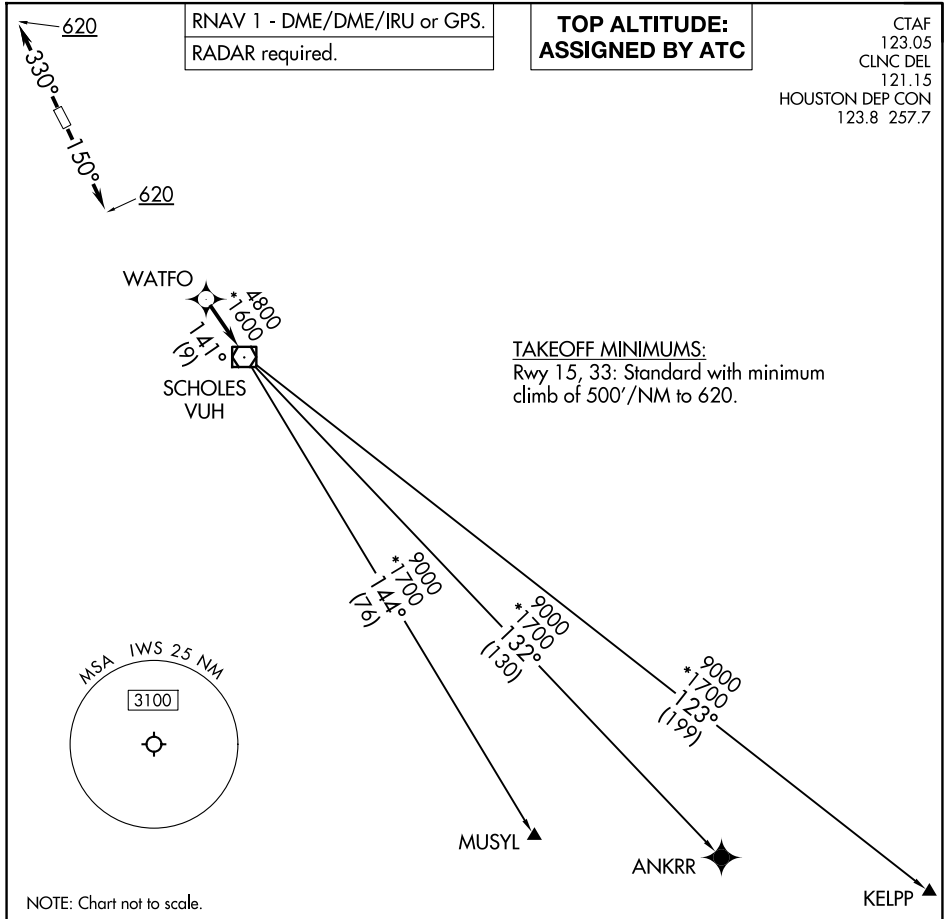 620
330°
150°
620
RNAV 1 - DME/DME/IRU or GPS.
RADAR required.
TOP ALTITUDE:
ASSIGNED BY ATC
CTAF
123.05
CLNC DEL
121.15
HOUSTON DEP CON
123.8 257.7
WATFO
4800
*1600
141°
(9)
SCHOLES
VUH
TAKEOFF MINIMUMS:
Rwy 15, 33: Standard with minimum
climb of 500'/NM to 620.
9000
*1700
144°
(76)
9000
*1700
132°
(130)
9000
*1700
123°
(199)
MSA IWS 25 NM
3100
MUSYL
ANKRR
KELPP
NOTE: Chart not to scale.